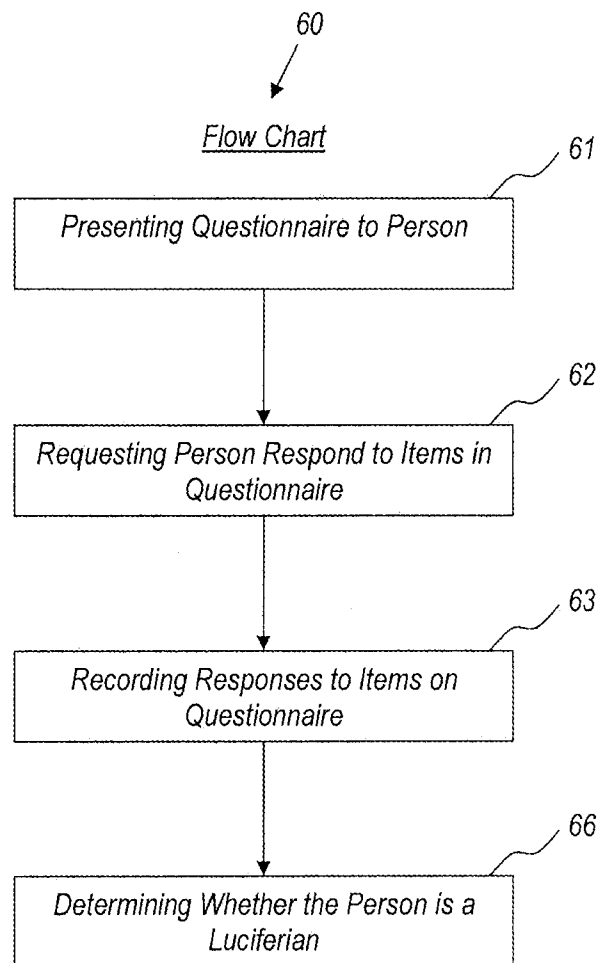 60
Flow Chart
61
Presenting Questionnaire to Person
62
Requesting Person Respond to Items in
Questionnaire
63
Recording Responses to Items on
Questionnaire
66
Determining Whether the Person is a
Luciferian